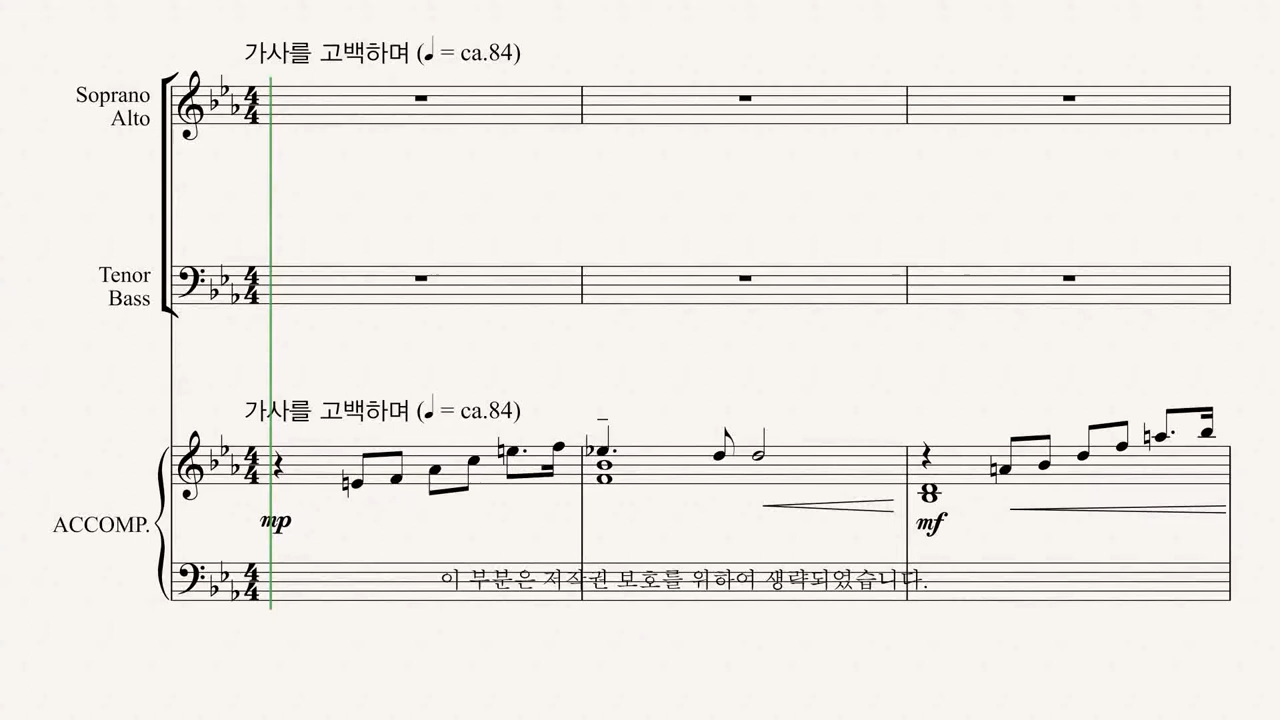 가사를 고백하며 (♩ = ca.84)
Soprano
Alto
Tenor
Bass
가사를 고백하며 (♩ = ca.84)
mp
mf
ACCOMP.
이 부분은 저작권 보호를 위하여 생략되었습니다.